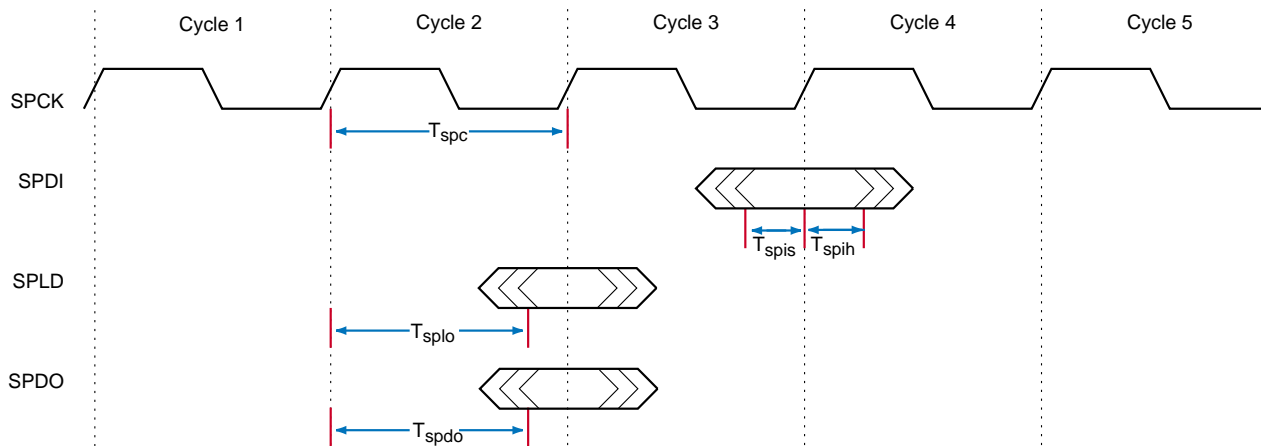 Cycle 1 Cycle 2 Cycle 3 Cycle 4 Cycle 5
SPCK
Tspc
SPDI
Tspis Tspih
SPLD
Tsplo
SPDO
Tspdo